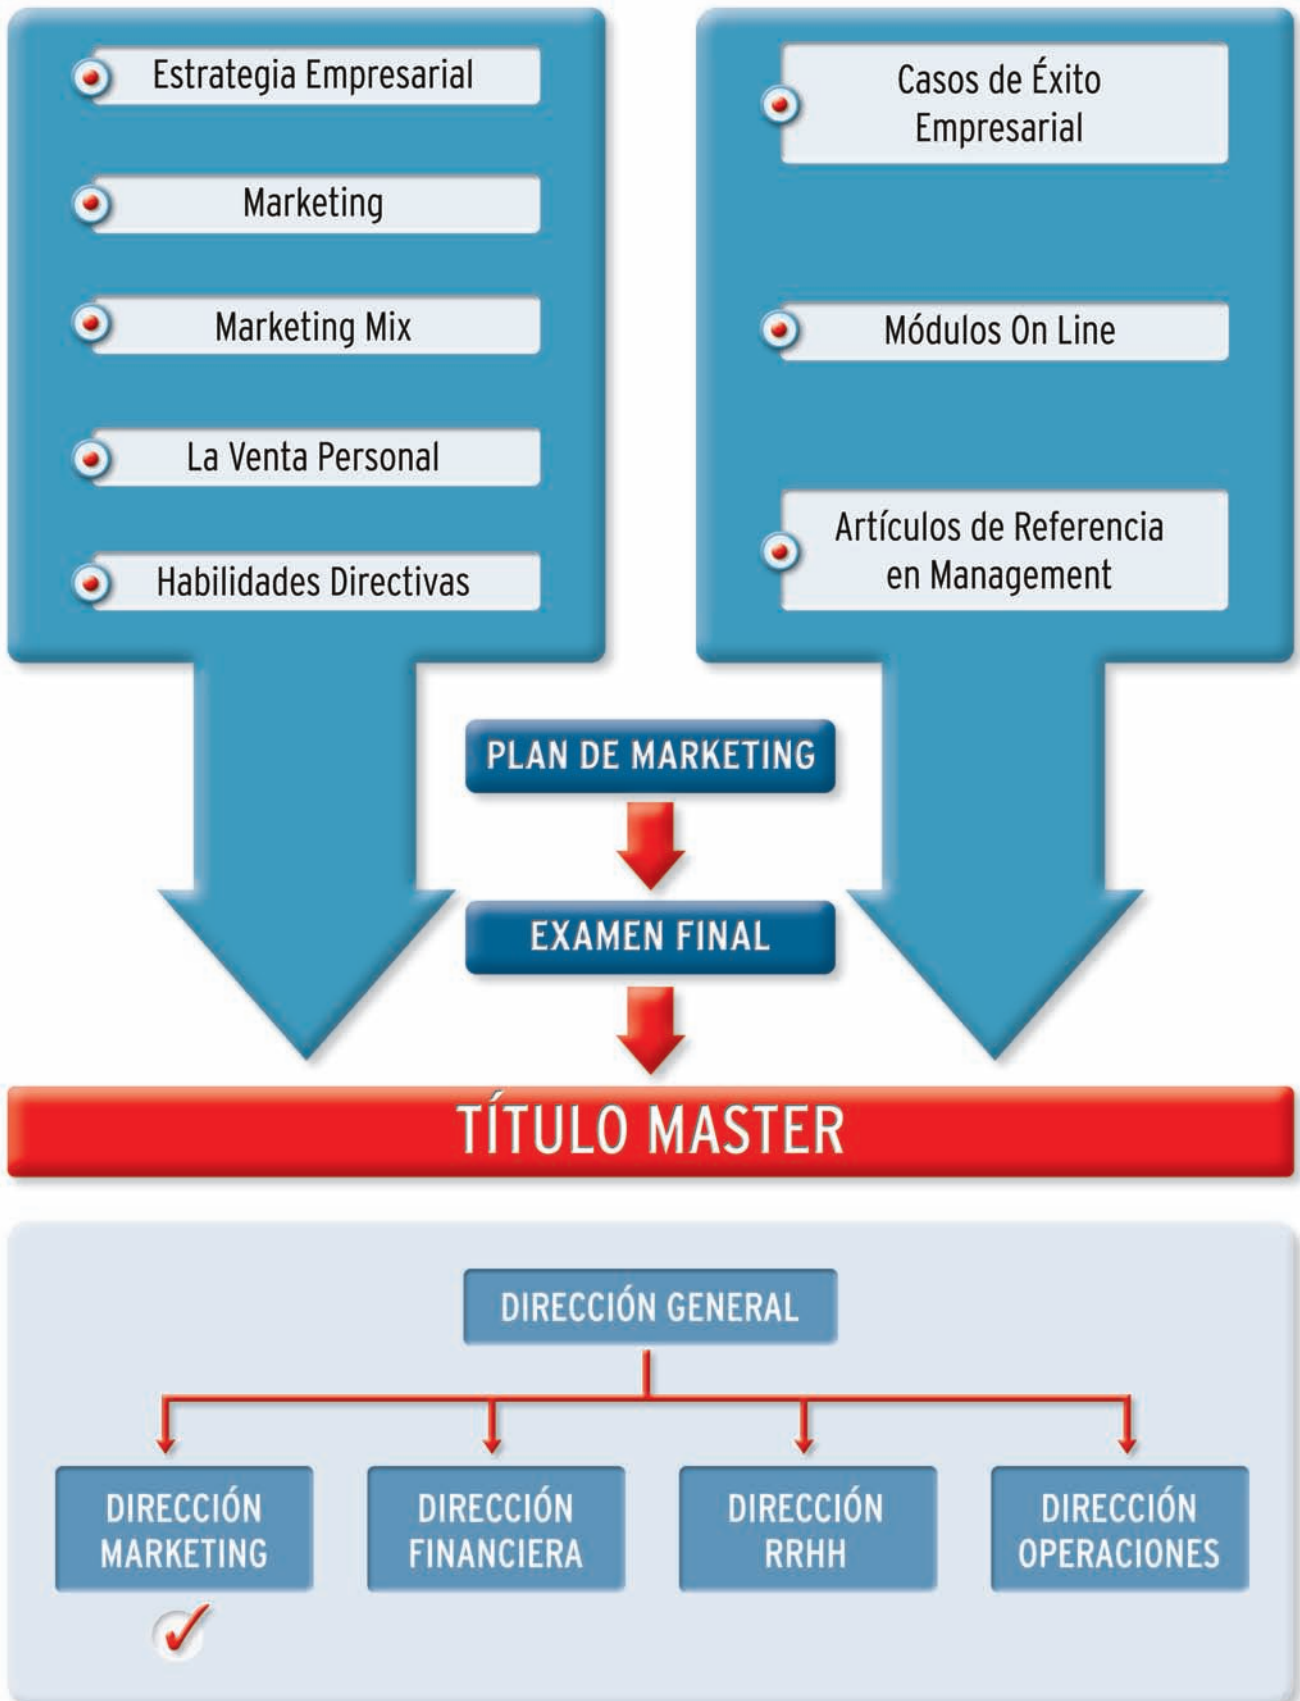 Estrategia Empresarial
Marketing
Marketing Mix
La Venta Personal
Habilidades Directivas
Casos de Éxito
Empresarial
Módulos On Line
Artículos de Referencia
en Management
PLAN DE MARKETING
EXAMEN FINAL
TÍTULO MASTER
DIRECCIÓN GENERAL
DIRECCIÓN
MARKETING
DIRECCIÓN
FINANCIERA
DIRECCIÓN
RRHH
DIRECCIÓN
OPERACIONES